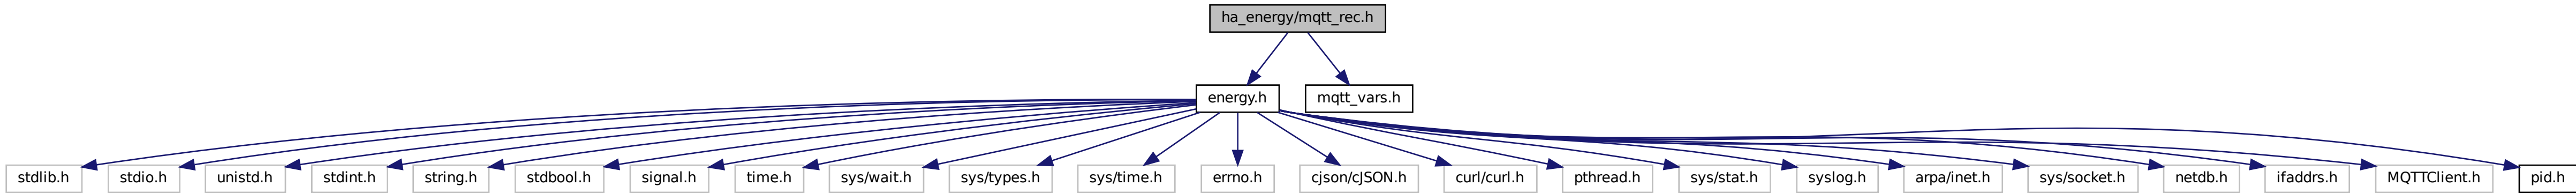 ha_energy/mqtt_rec.h
energy.h
mqtt_vars.h
stdlib.h
stdio.h
unistd.h
stdint.h
string.h
stdbool.h
signal.h
time.h
sys/wait.h
sys/types.h
sys/time.h
errno.h
cjson/cJSON.h
curl/curl.h
pthread.h
sys/stat.h
syslog.h
arpa/inet.h
sys/socket.h
netdb.h
ifaddrs.h
MQTTClient.h
pid.h